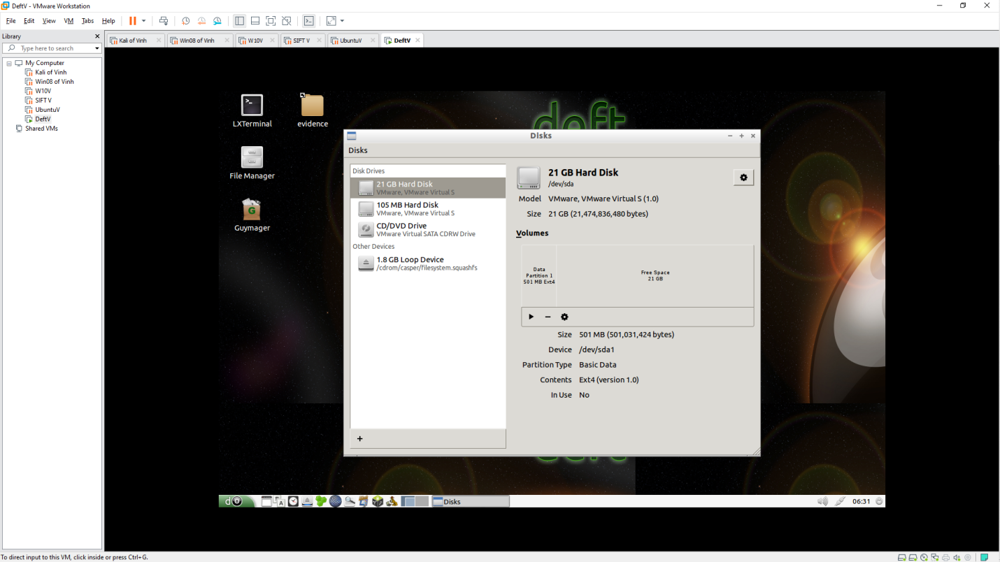 DeftV - VMware Workstation
File Edit View VM Tabs Help
Library
Type here to search
My Computer
Kali of Vinh
Win08 of Vinh
W10V
SIFT V
UbuntuV
DeftV
Shared VMs
Kali of Vinh
Win08 of Vinh
W10V
SIFT V
UbuntuV
DeftV
LXTerminal
evidence
File Manager
G
Guymager
deft
Disks
Disks
Disk Drives
21 GB Hard Disk
VMware, VMware Virtual S
105 MB Hard Disk
VMware, VMware Virtual S
CD/DVD Drive
VMware Virtual SATA CDRW Drive
Other Devices
1.8 GB Loop Device
/cdrom/casper/filesystem.squashfs
21 GB Hard Disk
/dev/sda
Model VMware, VMware Virtual S (1.0)
Size 21 GB (21,474,836,480 bytes)
Volumes
Data
Partition 1
501 MB Ext4
Free Space
21 GB
Size 501 MB (501,031,424 bytes)
Device /dev/sda1
Partition Type Basic Data
Contents Ext4 (version 1.0)
In Use No
Disks
06:31
To direct input to this VM, click inside or press Ctrl+G.